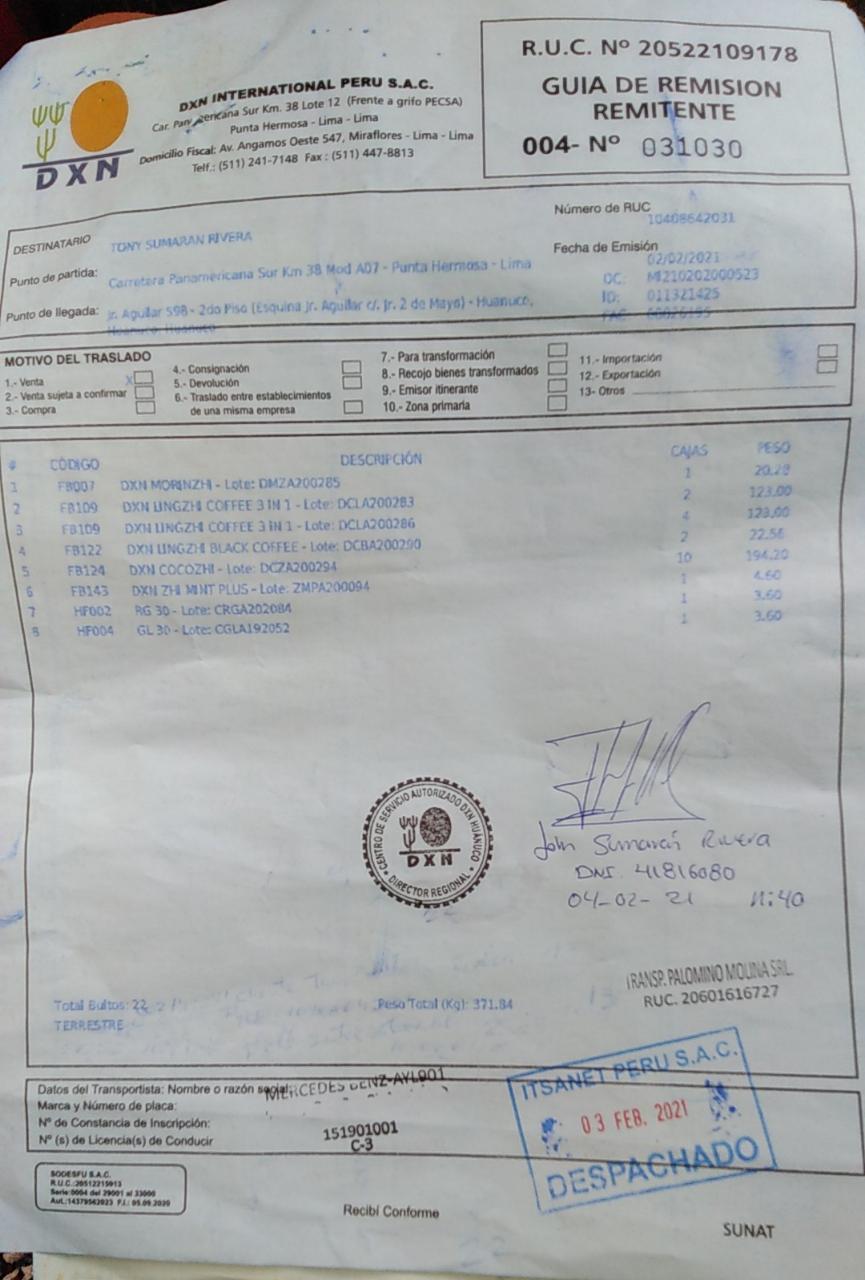 DXN
DXN INTERNATIONAL PERU S.A.C.
Car. Panamericana Sur Km. 38 Lote 12 (Frente a grifo PECSA)
Punta Hermosa - Lima - Lima
Domicilio Fiscal: Av. Angamos Oeste 547, Miraflores - Lima - Lima
Telf.: (511) 241-7148 Fax : (511) 447-8813
R.U.C. Nº 20522109178
GUIA DE REMISION
REMITENTE
004- Nº 031030
DESTINATARIO TONY SUMARAN RIVERA
Número de RUC 10408642031
Punto de partida: Carretera Panamericana Sur Km 38 Mod A07 - Punta Hermosa - Lima
Fecha de Emisión 02/02/2021
OC: MI210202000523
Punto de llegada: Jr. Aguilar 598 - 2do Piso (Esquina Jr. Aguilar c/. Jr. 2 de Mayo) - Huanuco,
Huanuco, Huanuco
ID: 011321425
FAC
MOTIVO DEL TRASLADO
1.- Venta X
2.- Venta sujeta a confirmar
3.- Compra
4.- Consignación
5.- Devolución
6.- Traslado entre establecimientos
de una misma empresa
7.- Para transformación
8.- Recojo bienes transformados
9.- Emisor itinerante
10.- Zona primaria
11.- Importación
12.- Exportación
13- Otros
# CÓDIGO DESCRIPCIÓN CAJAS PESO
1 FB007 DXN MORINZHI - Lote: DMZA200285 1 20.28
2 FB109 DXN LINGZHI COFFEE 3 IN 1 - Lote: DCLA200283 2 123.00
3 FB109 DXN LINGZHI COFFEE 3 IN 1 - Lote: DCLA200286 4 123.00
4 FB122 DXN LINGZHI BLACK COFFEE - Lote: DCBA200290 2 22.56
5 FB124 DXN COCOZHI - Lote: DCZA200294 10 194.20
6 FB143 DXN ZHI MINT PLUS - Lote: ZMPA200094 1 4.60
7 HF002 RG 30 - Lote: CRGA202084 1 3.60
8 HF004 GL 30 - Lote: CGLA192052 1 3.60
CENTRO DE SERVICIO AUTORIZADO DXN HUÁNUCO
DXN
DIRECTOR REGIONAL
John Sumarán Rivera
DNI. 41816080
04-02-21 11:40
TRANSP. PALOMINO MOLINA SRL.
RUC. 20601616727
Total Bultos: 22 Peso Total (Kg): 371.84
TERRESTRE
Datos del Transportista: Nombre o razón social:
MERCEDES BENZ-AYL901
Marca y Número de placa:
Nº de Constancia de Inscripción: 151901001
Nº (s) de Licencia(s) de Conducir C-3
ITSANET PERU S.A.C.
03 FEB. 2021
DESPACHADO
SODESFU S.A.C.
R.U.C.:20512215913
Serie:0004 del 29001 al 33000
Recibí Conforme
SUNAT